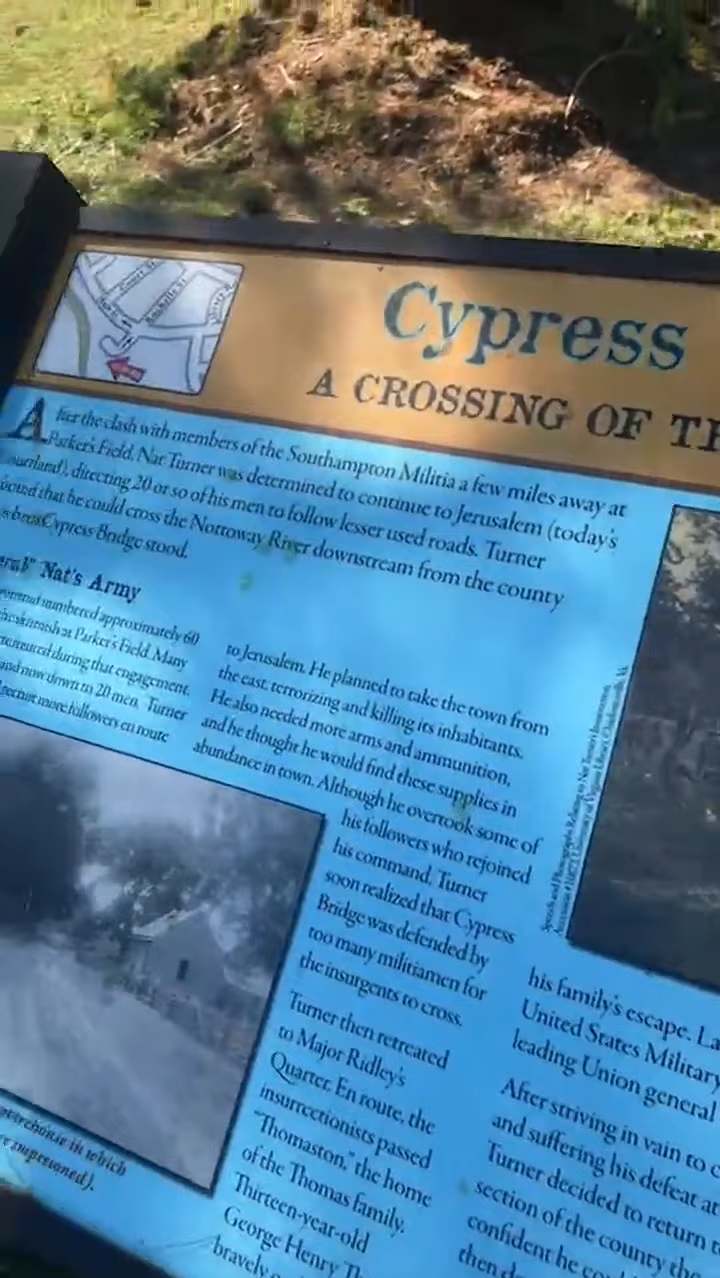 Cypress
A CROSSING OF TH
After the clash with members of the Southampton Militia a few miles away at
Parker's Field, Nat Turner was determined to continue to Jerusalem (today's
directing 20 or so of his men to follow lesser used roads. Turner
that he could cross the Nottoway River downstream from the county
Cypress Bridge stood.
Nat's Army
numbered approximately 60
skirmish at Parker's Field. Many
during that engagement,
and now down to 20 men, Turner
more followers en route
to Jerusalem. He planned to take the town from
the east, terrorizing and killing its inhabitants.
He also needed more arms and ammunition,
and he thought he would find these supplies in
abundance in town. Although he overtook some of
his followers who rejoined
his command, Turner
soon realized that Cypress
Bridge was defended by
too many militiamen for
the insurgents to cross.
Turner then retreated
to Major Ridley's
Quarter. En route, the
insurrectionists passed
"Thomaston," the home
of the Thomas family.
Thirteen-year-old
George Henry Th
bravely
in which
imprisoned).
his family's escape. La
United States Military
leading Union general
After striving in vain to c
and suffering his defeat at
Turner decided to return t
section of the county the
confident he co
then